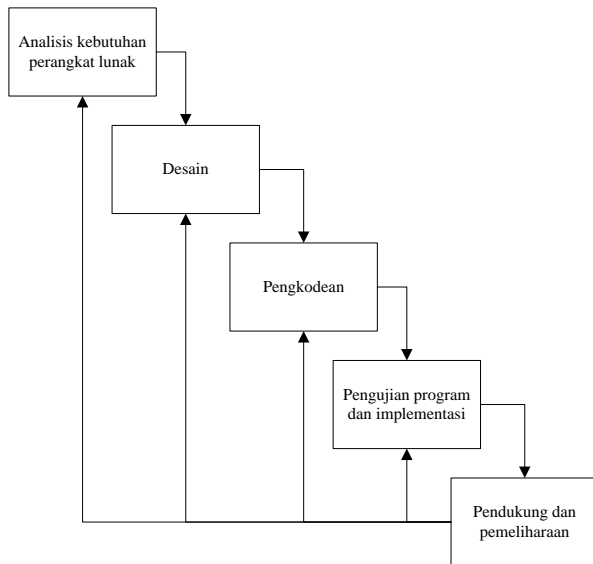 Analisis kebutuhan
perangkat lunak
Desain
Pengkodean
Pengujian program
dan implementasi
Pendukung dan
pemeliharaan